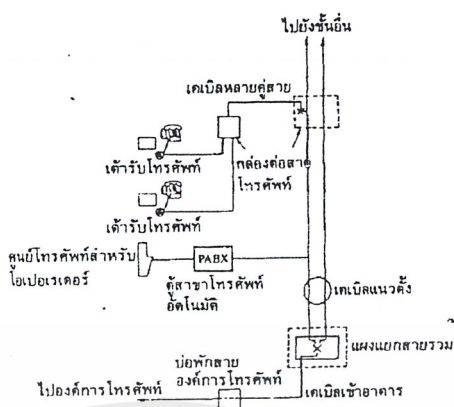 ไปยังชั้นอื่น
เคเบิลหลายคู่สาย
กล่องต่อสาย
โทรศัพท์
เต้ารับโทรศัพท์
เต้ารับโทรศัพท์
ศูนย์โทรศัพท์สำหรับ
โอเปอเรเตอร์
PABX
ตู้สาขาโทรศัพท์
อัตโนมัติ
เคเบิลแนวดิ่ง
แผงแยกสายรวม
บ่อพักสาย
องค์การโทรศัพท์
ไปองค์การโทรศัพท์
เคเบิลเข้าอาคาร